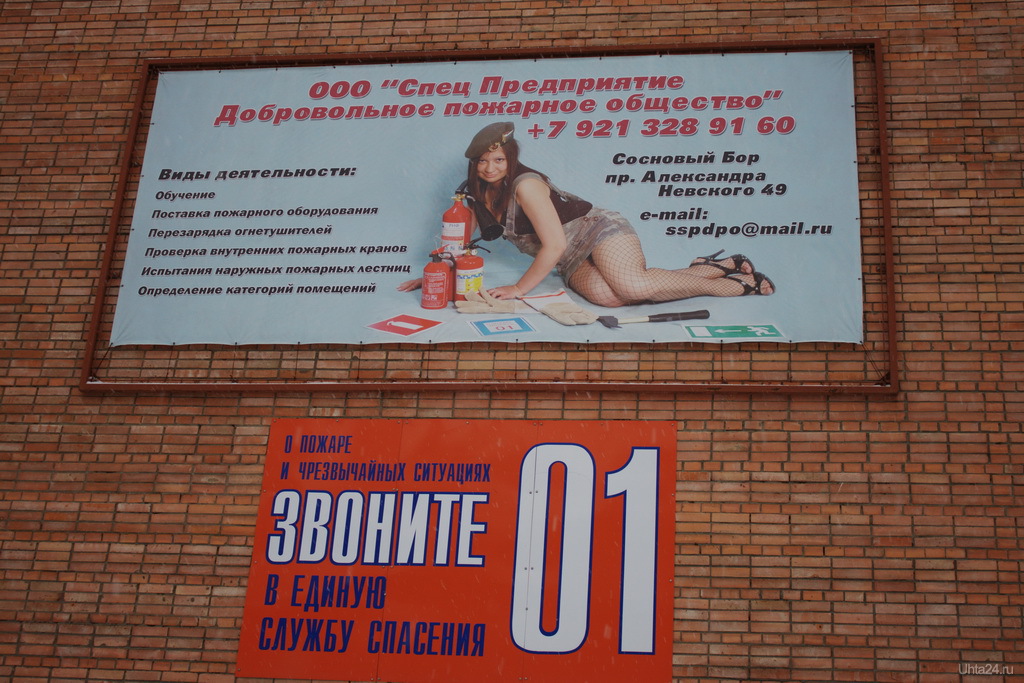 ООО "Спец Предприятие
Добровольное пожарное общество"
+7 921 328 91 60
Виды деятельности:
Обучение
Поставка пожарного оборудования
Перезарядка огнетушителей
Проверка внутренних пожарных кранов
Испытания наружных пожарных лестниц
Определение категорий помещений
Сосновый Бор
пр. Александра
Невского 49
e-mail:
sspdpo@mail.ru
01
О ПОЖАРЕ
И ЧРЕЗВЫЧАЙНЫХ СИТУАЦИЯХ
ЗВОНИТЕ
В ЕДИНУЮ
СЛУЖБУ СПАСЕНИЯ
01
Uhta24.ru